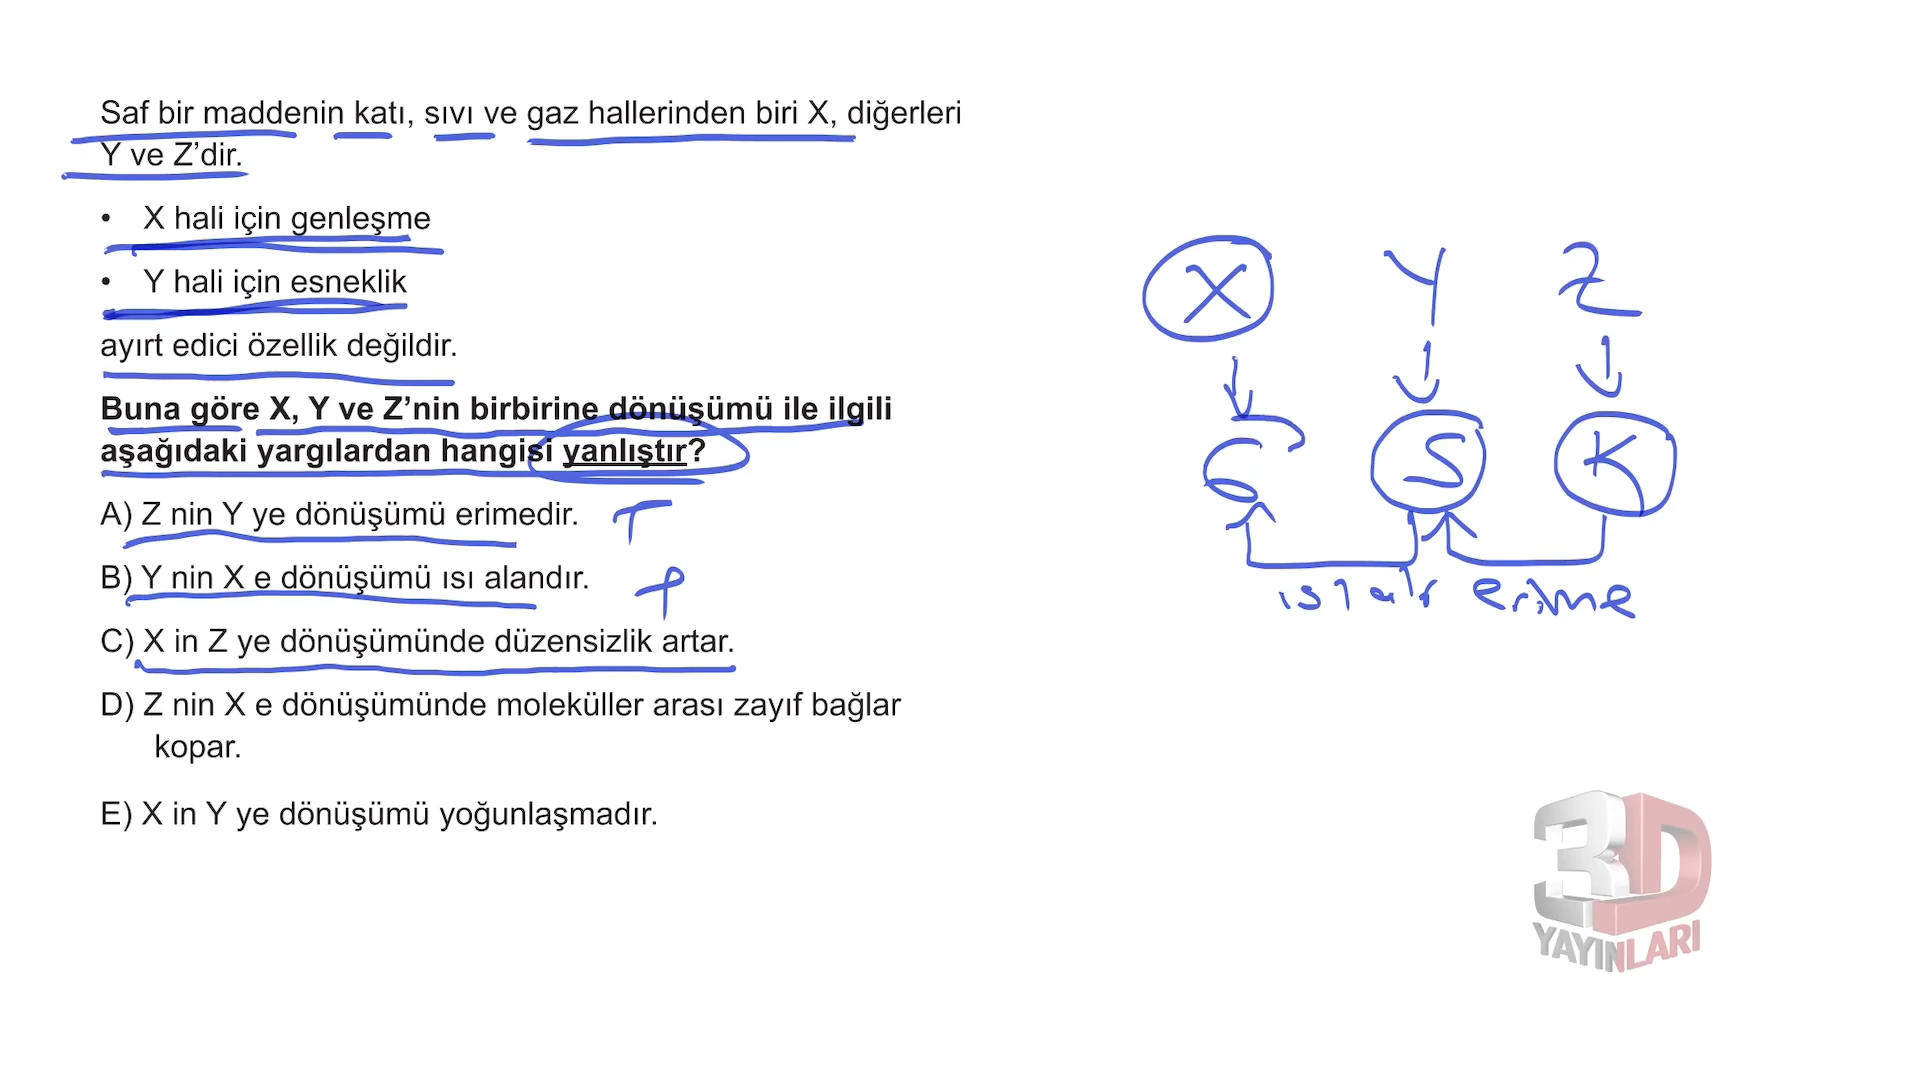 Saf bir maddenin katı, sıvı ve gaz hallerinden biri X, diğerleri
Y ve Z’dir.
• X hali için genleşme
• Y hali için esneklik
ayırt edici özellik değildir.
Buna göre X, Y ve Z’nin birbirine dönüşümü ile ilgili
aşağıdaki yargılardan hangisi yanlıştır?
A) Z nin Y ye dönüşümü erimedir.
B) Y nin X e dönüşümü ısı alandır.
C) X in Z ye dönüşümünde düzensizlik artar.
D) Z nin X e dönüşümünde moleküller arası zayıf bağlar
kopar.
E) X in Y ye dönüşümü yoğunlaşmadır.
X Y Z
G S K
erime
3D
YAYINLARI